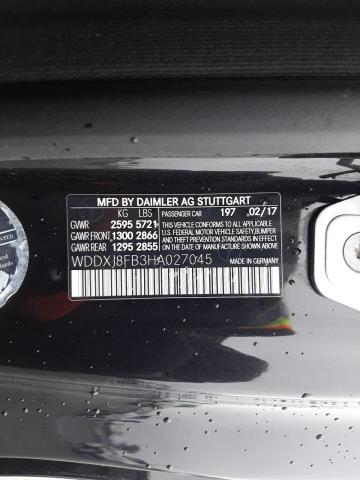 MFD BY DAIMLER AG STUTTGART
KG LBS PASSENGER CAR 197 02/17
GVWR 2595 5721 THIS VEHICLE CONFORMS TO ALL APPLICABLE
GAWR FRONT 1300 2866 U.S. FEDERAL MOTOR VEHICLE SAFETY, BUMPER,
GAWR REAR 1295 2855 AND THEFT PREVENTION STANDARDS IN EFFECT ON
THE DATE OF MANUFACTURE SHOWN ABOVE.
WDDXJ8FB3HA027045 MADE IN GERMANY